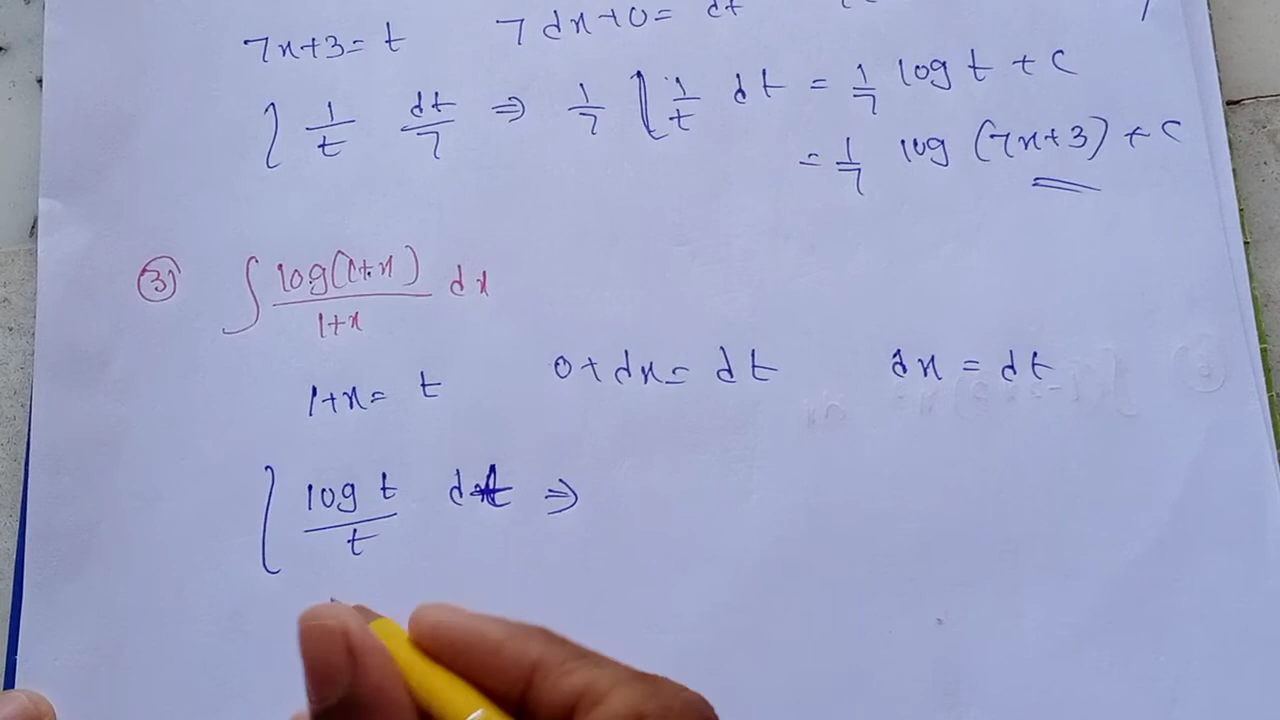 7x+3= t 7 dx+0= dt
∫ 1/t dt/7 ⇒ 1/7 ∫ 1/t dt = 1/7 log t + c
= 1/7 log (7x+3) + c
③ ∫ log(1+x)/1+x dx
1+x= t 0+dx= dt dx = dt
∫ log t/t dt ⇒